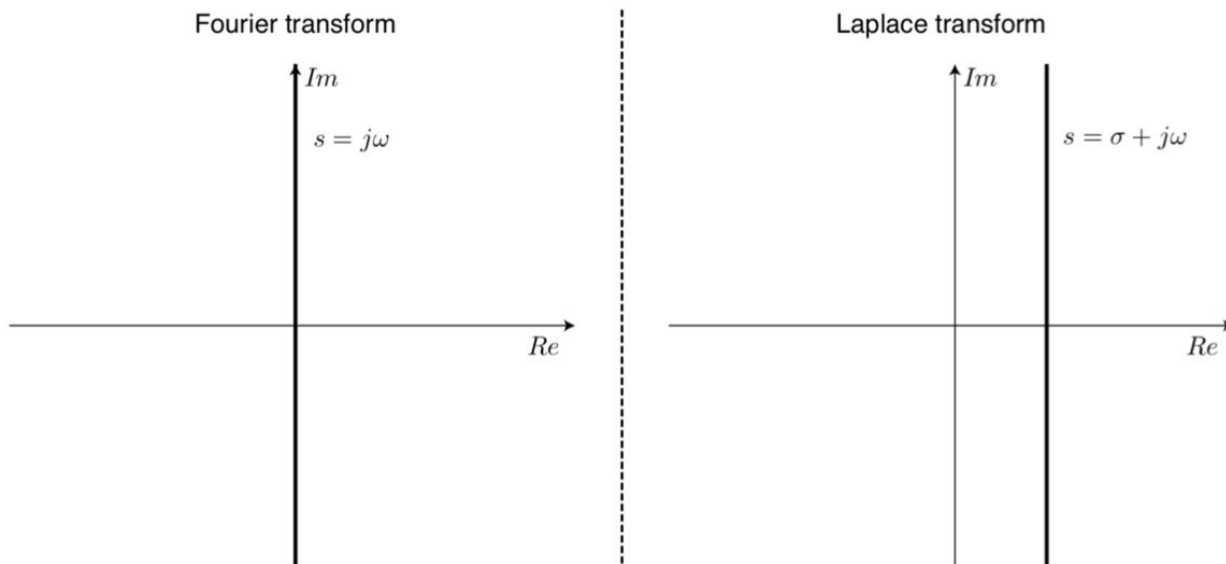 Fourier transform
Im
s = jω
Re
Laplace transform
Im
s = σ + jω
Re